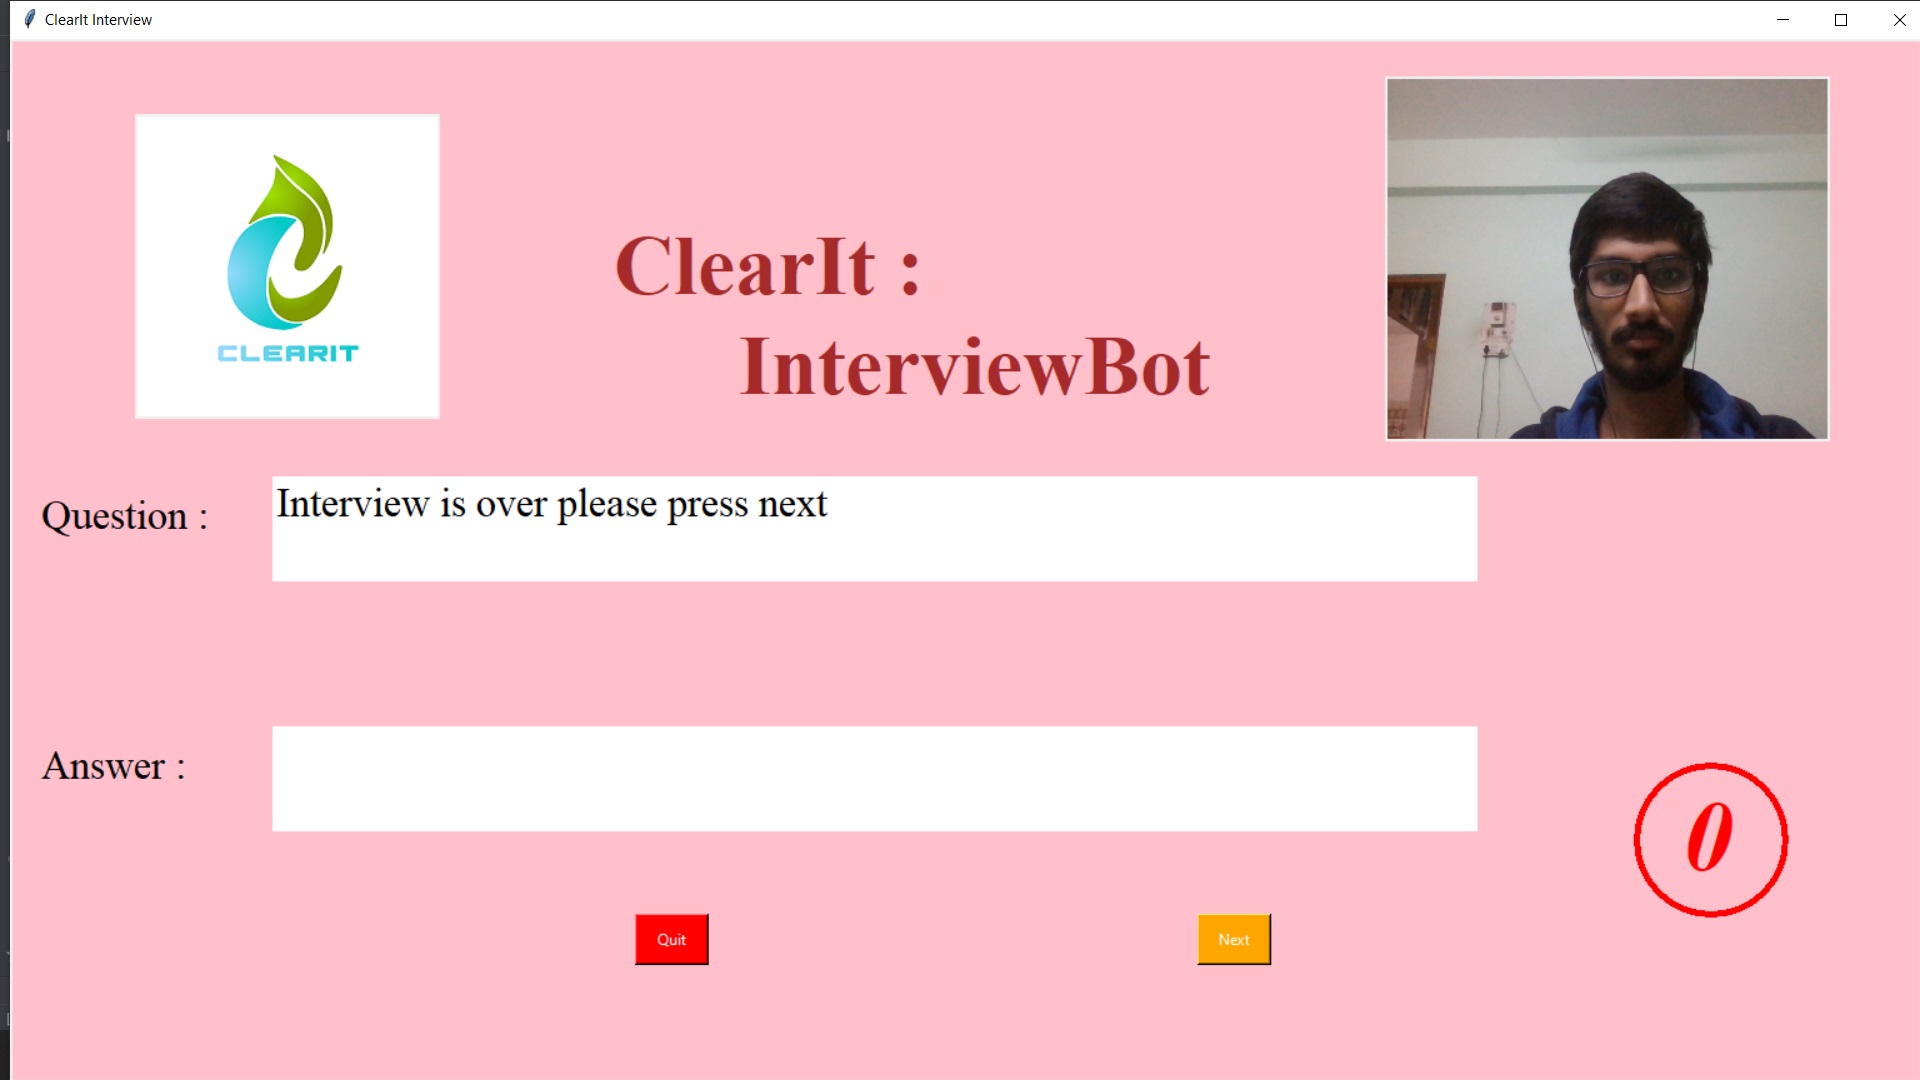 ClearIt Interview
CLEARIT
ClearIt :
InterviewBot
Question :
Interview is over please press next
Answer :
0
Quit
Next